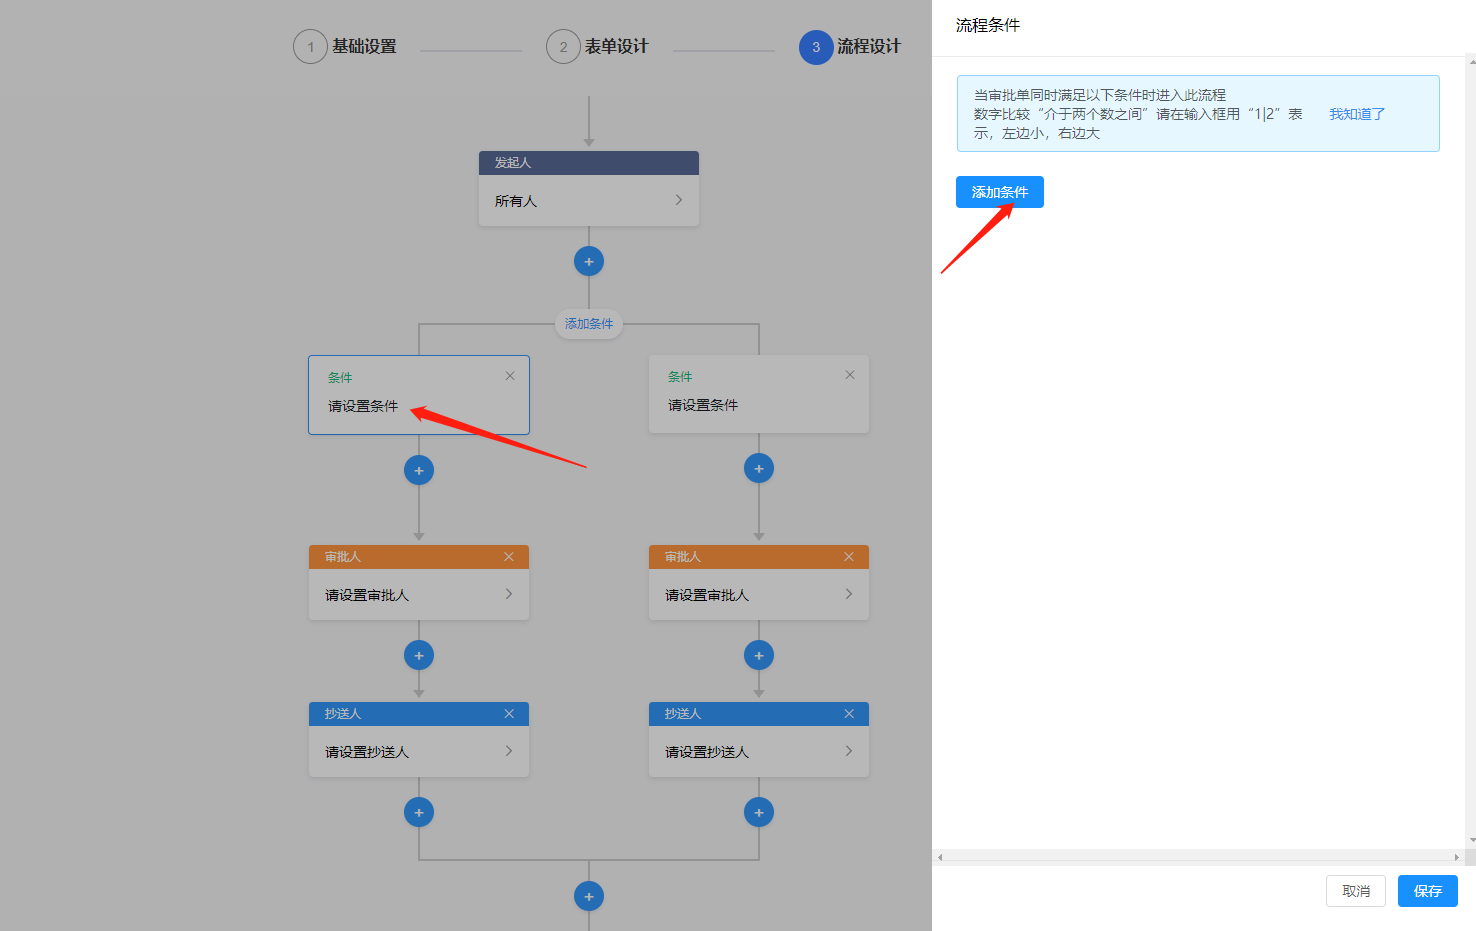 1 基础设置
2 表单设计
3 流程设计
发起人
所有人
添加条件
条件
请设置条件
条件
请设置条件
审批人
请设置审批人
审批人
请设置审批人
抄送人
请设置抄送人
抄送人
请设置抄送人
流程条件
当审批单同时满足以下条件时进入此流程
数字比较“介于两个数之间”请在输入框用“1|2”表
示，左边小，右边大
我知道了
添加条件
取消
保存